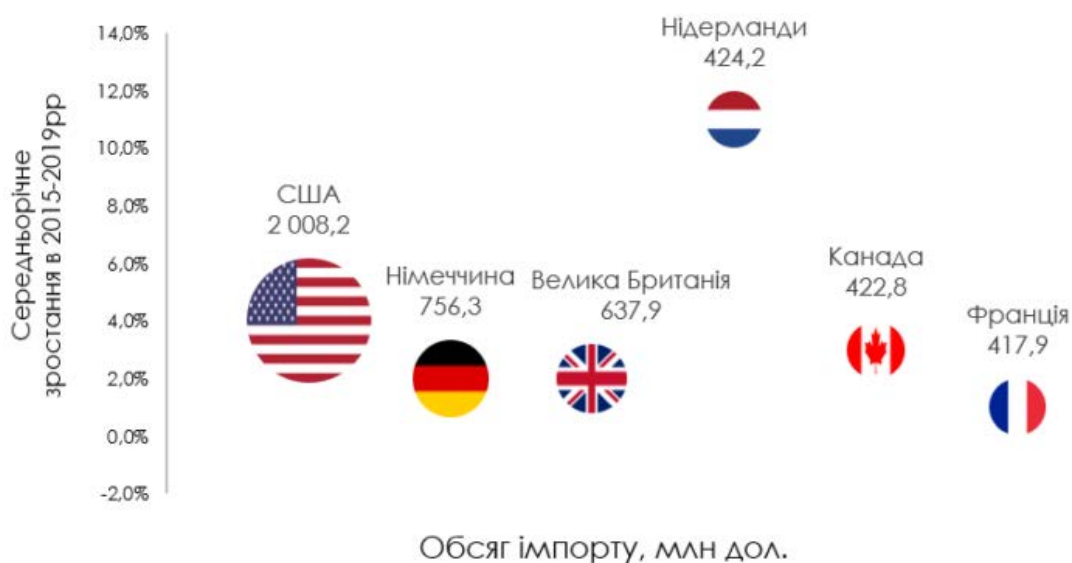 Середньорічне
зростання в 2015-2019рр
14,0%
12,0%
10,0%
8,0%
6,0%
4,0%
2,0%
0,0%
-2,0%
США
2 008,2
Німеччина
756,3
Велика Британія
637,9
Нідерланди
424,2
Канада
422,8
Франція
417,9
Обсяг імпорту, млн дол.